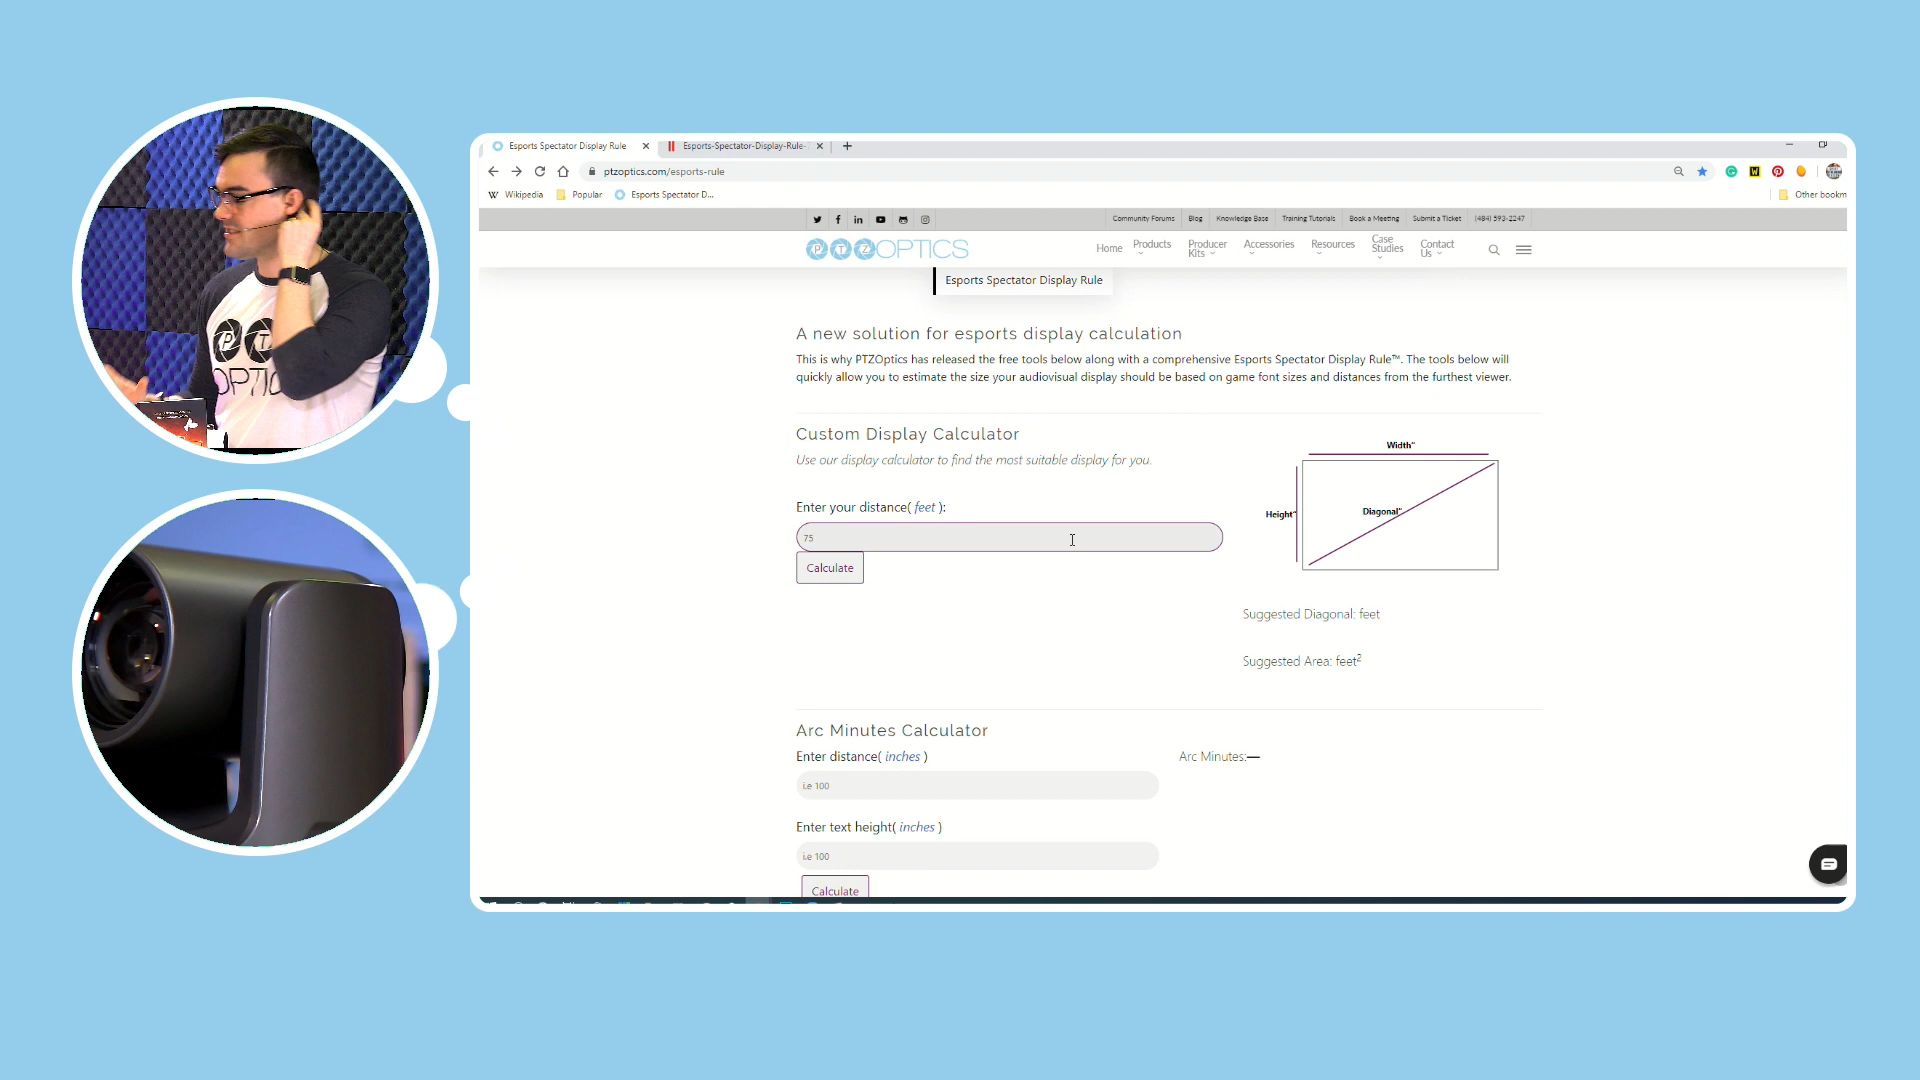 Esports Spectator Display Rule
Esports-Spectator-Display-Rule-
ptzoptics.com/esports-rule
W Wikipedia
Popular
Esports Spectator D...
Other bookm
Community Forums
Blog
Knowledge Base
Training Tutorials
Book a Meeting
Submit a Ticket
(484) 593-2247
PTZOPTICS
Home
Products
Producer Kits
Accessories
Resources
Case Studies
Contact Us
Esports Spectator Display Rule
A new solution for esports display calculation
This is why PTZOptics has released the free tools below along with a comprehensive Esports Spectator Display Rule™. The tools below will
quickly allow you to estimate the size your audiovisual display should be based on game font sizes and distances from the furthest viewer.
Custom Display Calculator
Use our display calculator to find the most suitable display for you.
Enter your distance( feet ):
75
Calculate
Width"
Height"
Diagonal"
Suggested Diagonal: feet
Suggested Area: feet²
Arc Minutes Calculator
Enter distance( inches )
i.e 100
Arc Minutes:—
Enter text height( inches )
i.e 100
Calculate
P T
OPTIC